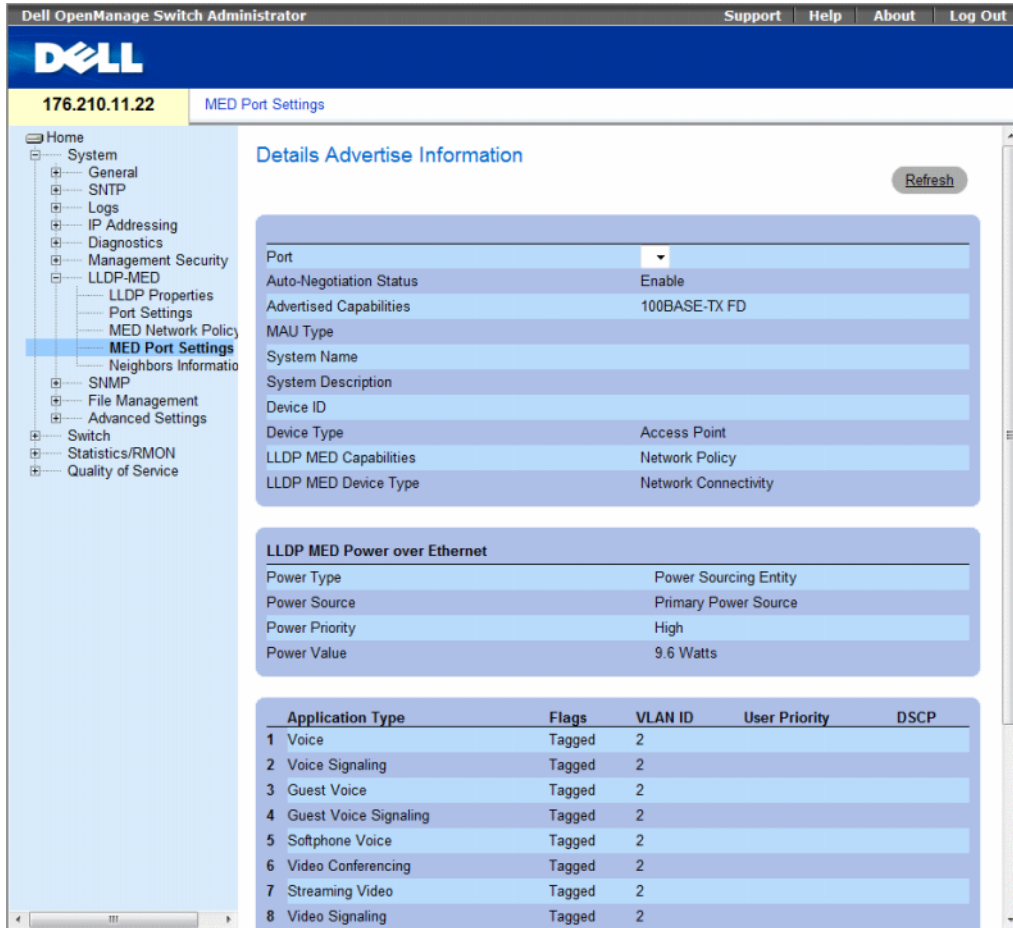 Dell OpenManage Switch Administrator Support Help About Log Out
DELL
176.210.11.22 MED Port Settings
Home
System
General
SNTP
Logs
IP Addressing
Diagnostics
Management Security
LLDP-MED
LLDP Properties
Port Settings
MED Network Policy
MED Port Settings
Neighbors Informatio
SNMP
File Management
Advanced Settings
Switch
Statistics/RMON
Quality of Service
Details Advertise Information
Refresh
Port
Auto-Negotiation Status Enable
Advertised Capabilities 100BASE-TX FD
MAU Type
System Name
System Description
Device ID
Device Type Access Point
LLDP MED Capabilities Network Policy
LLDP MED Device Type Network Connectivity
LLDP MED Power over Ethernet
Power Type Power Sourcing Entity
Power Source Primary Power Source
Power Priority High
Power Value 9.6 Watts
Application Type Flags VLAN ID User Priority DSCP
1 Voice Tagged 2
2 Voice Signaling Tagged 2
3 Guest Voice Tagged 2
4 Guest Voice Signaling Tagged 2
5 Softphone Voice Tagged 2
6 Video Conferencing Tagged 2
7 Streaming Video Tagged 2
8 Video Signaling Tagged 2